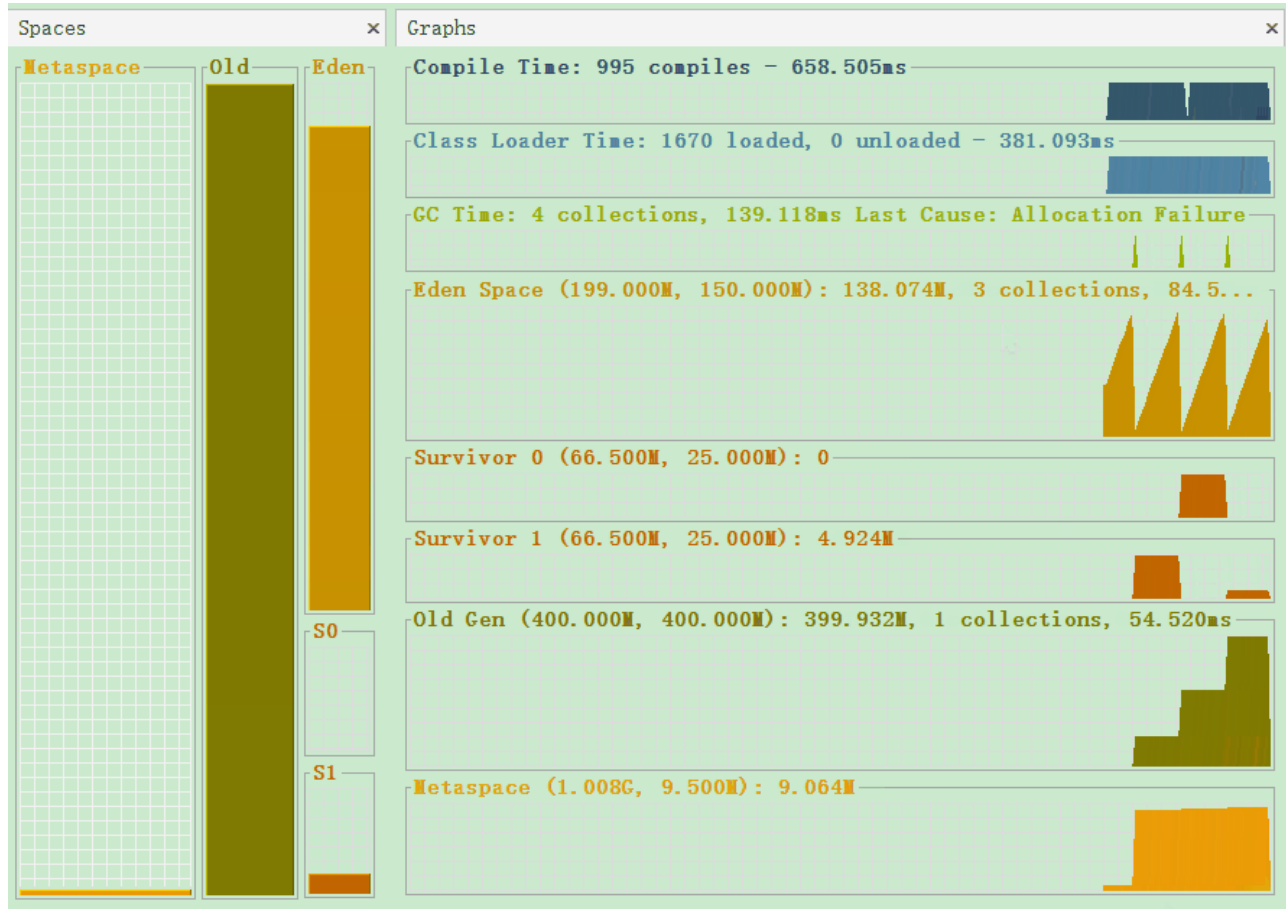 Spaces
Metaspace
Old
Eden
S0
S1
Graphs
Compile Time: 995 compiles - 658.505ms
Class Loader Time: 1670 loaded, 0 unloaded - 381.093ms
GC Time: 4 collections, 139.118ms Last Cause: Allocation Failure
Eden Space (199.000M, 150.000M): 138.074M, 3 collections, 84.5...
Survivor 0 (66.500M, 25.000M): 0
Survivor 1 (66.500M, 25.000M): 4.924M
Old Gen (400.000M, 400.000M): 399.932M, 1 collections, 54.520ms
Metaspace (1.008G, 9.500M): 9.064M